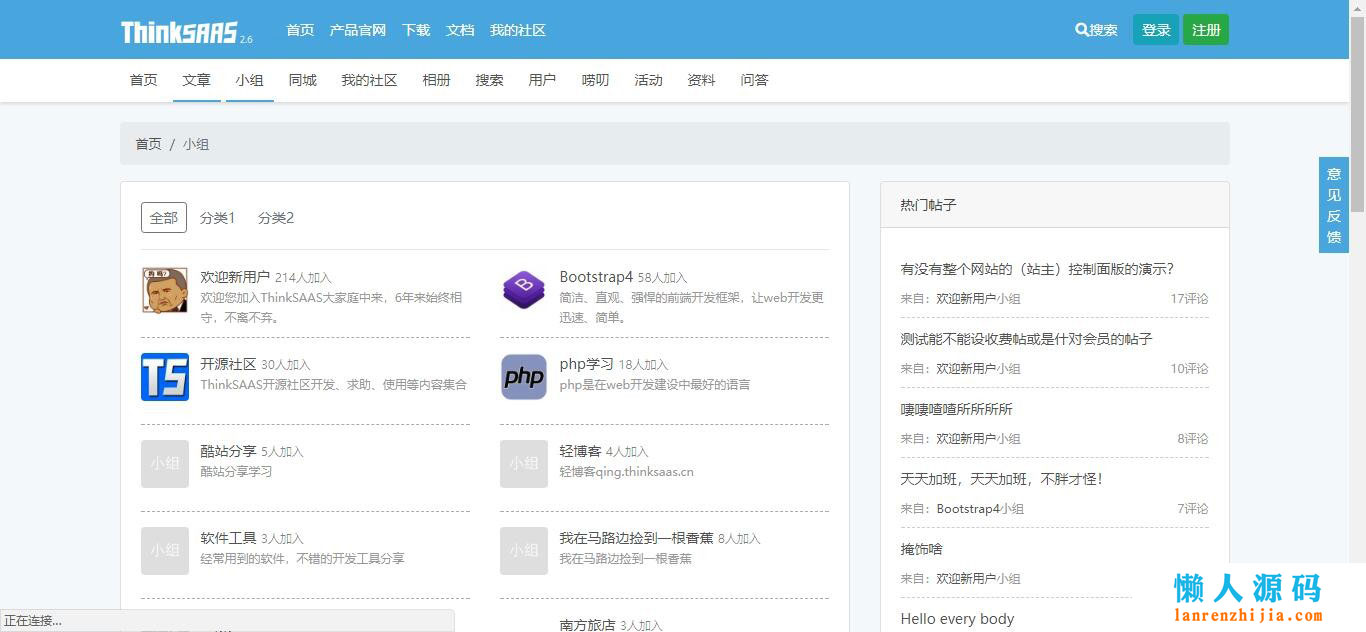 ThinkSAAS 2.6 首页 产品官网 下载 文档 我的社区 搜索 登录 注册
首页 文章 小组 同城 我的社区 相册 搜索 用户 唠叨 活动 资料 问答
首页 / 小组
意见反馈
全部 分类1 分类2
欢迎新用户 214人加入
欢迎您加入ThinkSAAS大家庭中来，6年来始终相
守，不离不弃。
Bootstrap4 58人加入
简洁、直观、强悍的前端开发框架，让web开发更
迅速、简单。
开源社区 30人加入
ThinkSAAS开源社区开发、求助、使用等内容集合
php
php学习 18人加入
php是在web开发建设中最好的语言
小组
酷站分享 5人加入
酷站分享学习
小组
轻博客 4人加入
轻博客qing.thinksaas.cn
小组
软件工具 3人加入
经常用到的软件，不错的开发工具分享
小组
我在马路边捡到一根香蕉 8人加入
我在马路边捡到一根香蕉
南方旅店 3人加入
热门帖子
有没有整个网站的（站主）控制面版的演示？
来自：欢迎新用户小组 17评论
测试能不能设收费帖或是什对会员的帖子
来自：欢迎新用户小组 10评论
啛啛喳喳所所所所
来自：欢迎新用户小组 8评论
天天加班，天天加班，不胖才怪！
来自：Bootstrap4小组 7评论
掩饰啥
来自：欢迎新用户小组
Hello every body
正在连接...
懒人源码
lanrenzhijia.com